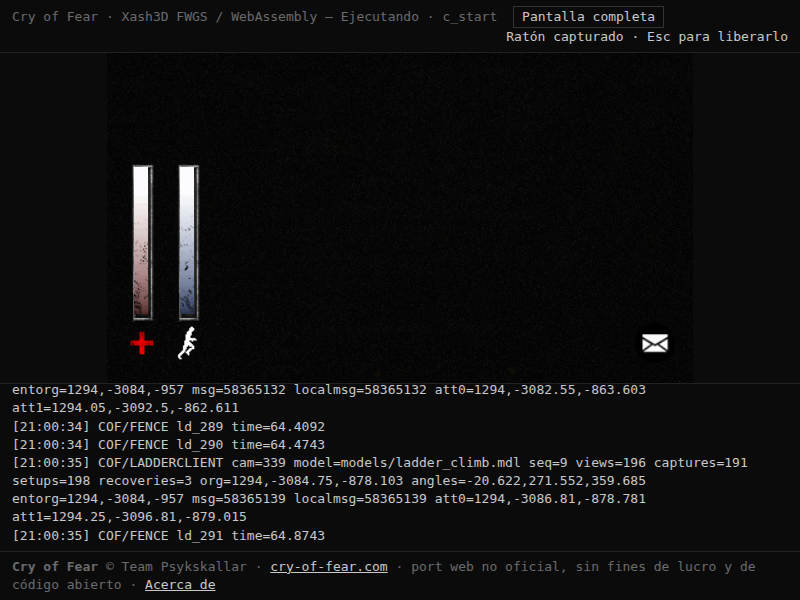 Cry of Fear · Xash3D FWGS / WebAssembly — Ejecutando · c_start Pantalla completa
Ratón capturado · Esc para liberarlo
entorg=1294,-3084,-957 msg=58365132 localmsg=58365132 att0=1294,-3082.55,-863.603
att1=1294.05,-3092.5,-862.611
[21:00:34] COF/FENCE ld_289 time=64.4092
[21:00:34] COF/FENCE ld_290 time=64.4743
[21:00:35] COF/LADDERCLIENT cam=339 model=models/ladder_climb.mdl seq=9 views=196 captures=191
setups=198 recoveries=3 org=1294,-3084.75,-878.103 angles=-20.622,271.552,359.685
entorg=1294,-3084,-957 msg=58365139 localmsg=58365139 att0=1294,-3086.81,-878.781
att1=1294.25,-3096.81,-879.015
[21:00:35] COF/FENCE ld_291 time=64.8743
Cry of Fear © Team Psyskallar · cry-of-fear.com · port web no oficial, sin fines de lucro y de
código abierto · Acerca de